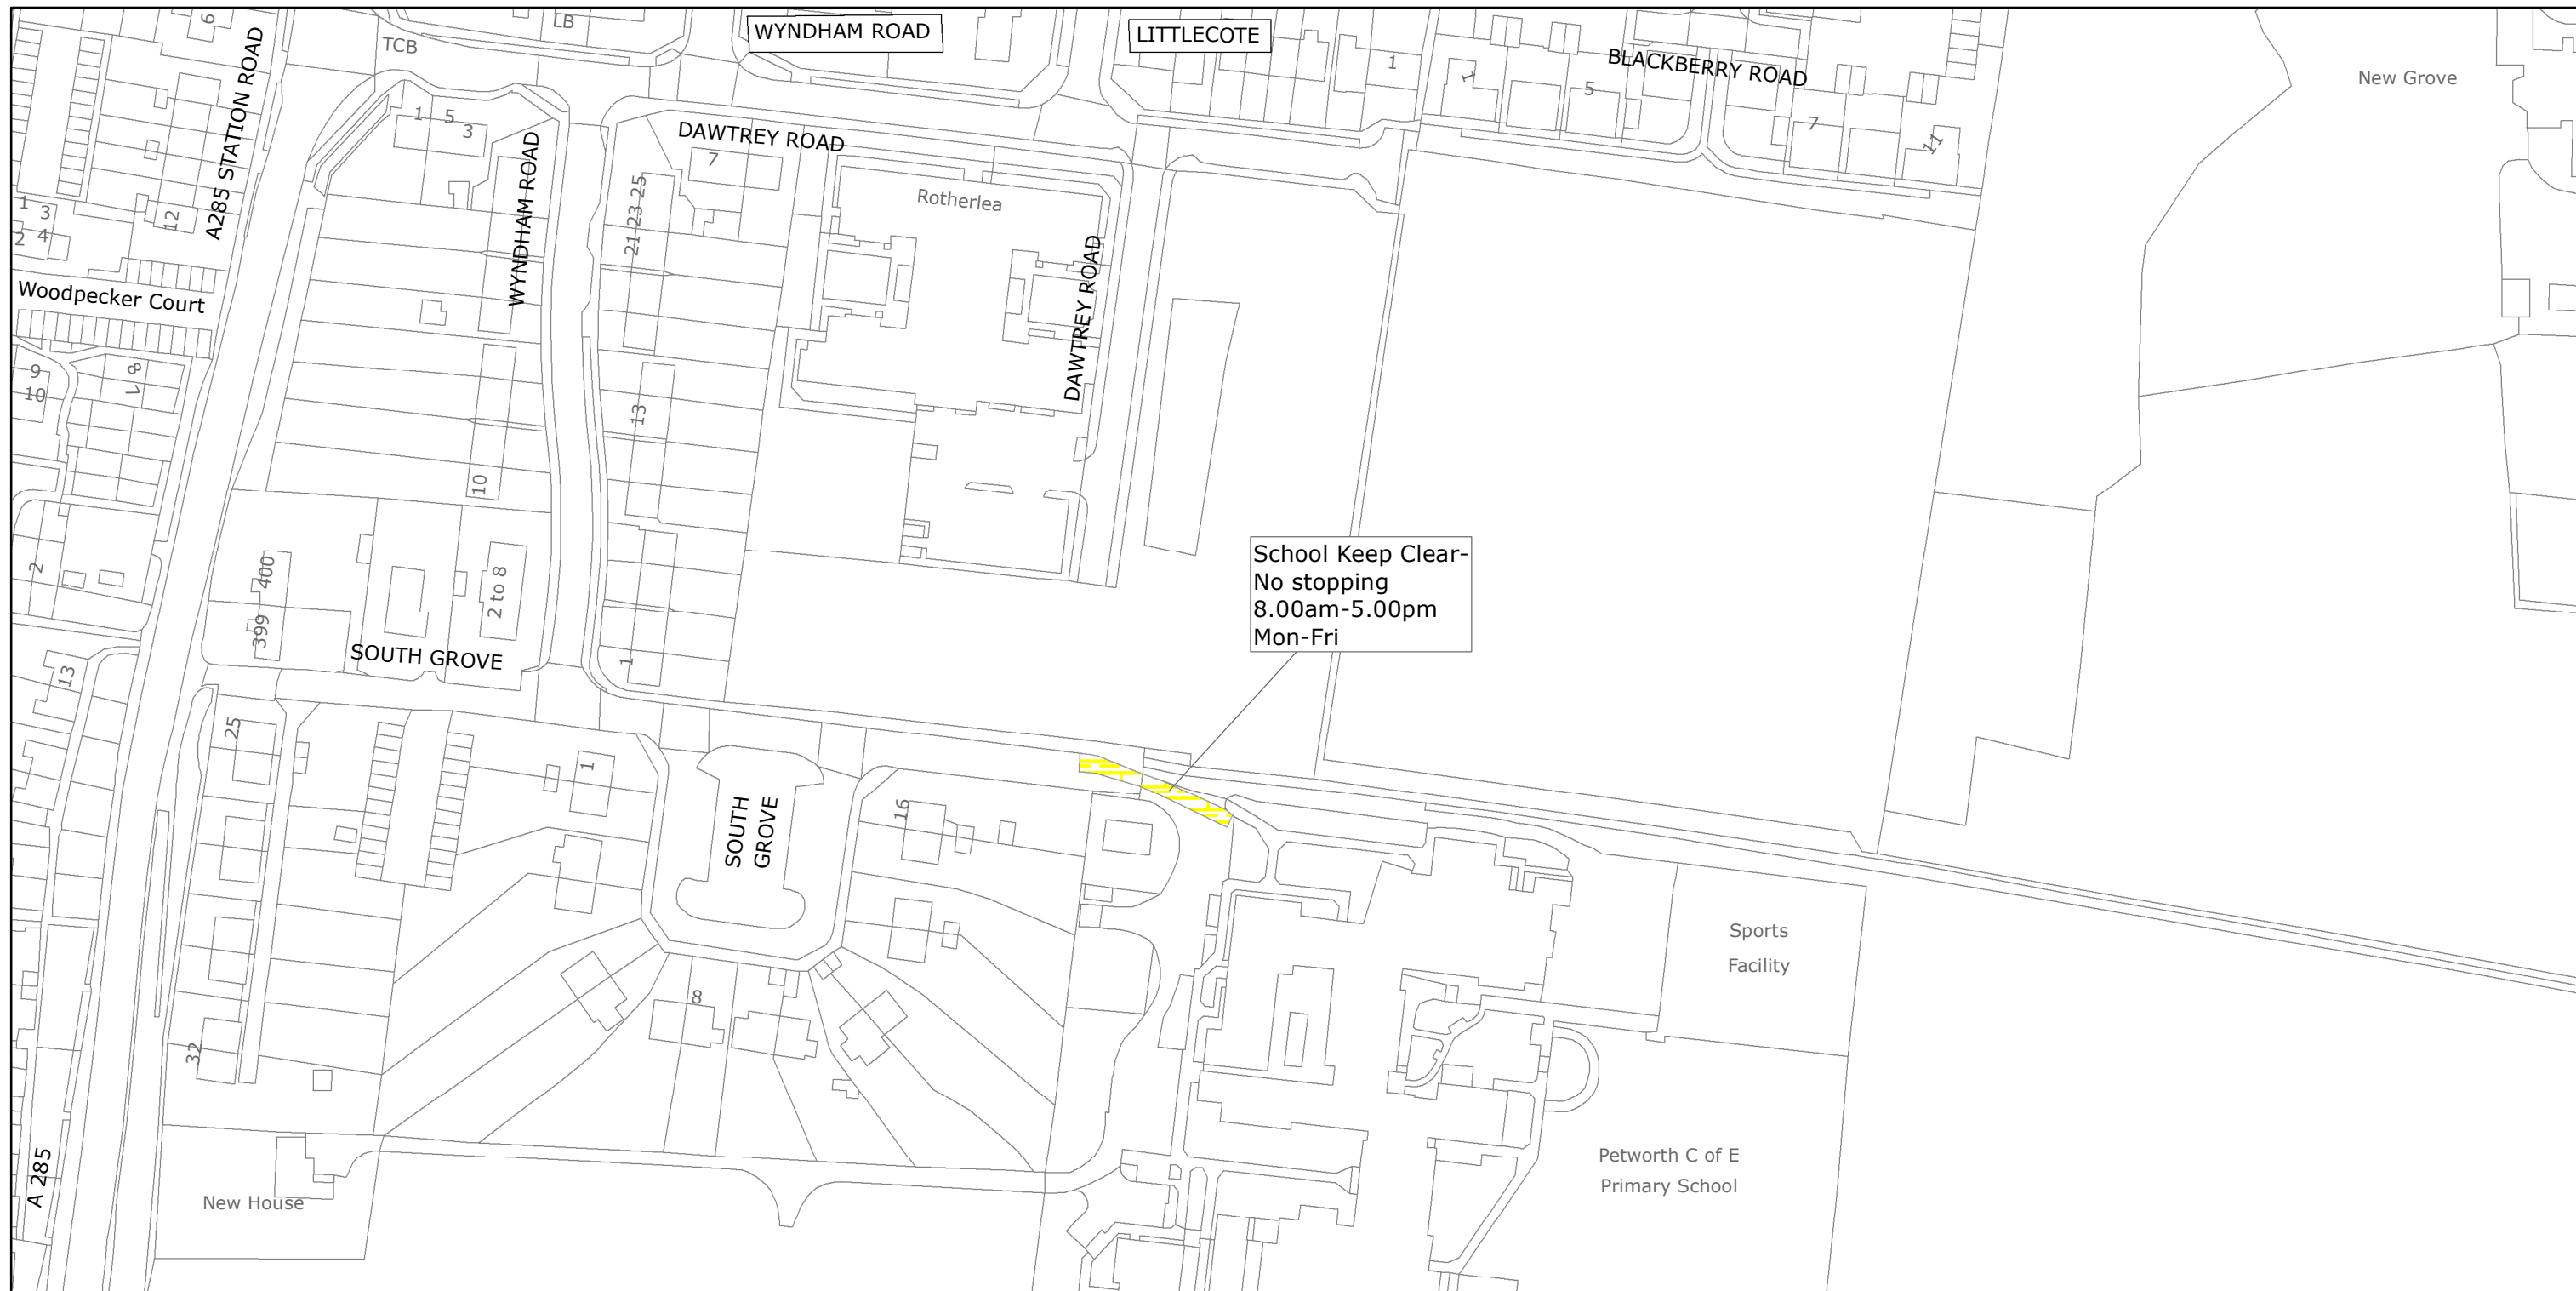 6
LB
WYNDHAM ROAD
LITTLECOTE
TCB
A285 STATION ROAD
1
1
5
BLACKBERRY ROAD
New Grove
1
5
3
7
11
DAWTREY ROAD
7
WYNDHAM ROAD
21 23 25
Rotherlea
1
3
2
4
12
DAWTREY ROAD
Woodpecker Court
9
10
8
7
13
10
2
400
399
2 to 8
School Keep Clear-
No stopping
8.00am-5.00pm
Mon-Fri
SOUTH GROVE
1
13
25
1
16
SOUTH
GROVE
Sports
Facility
8
32
A 285
New House
Petworth C of E
Primary School